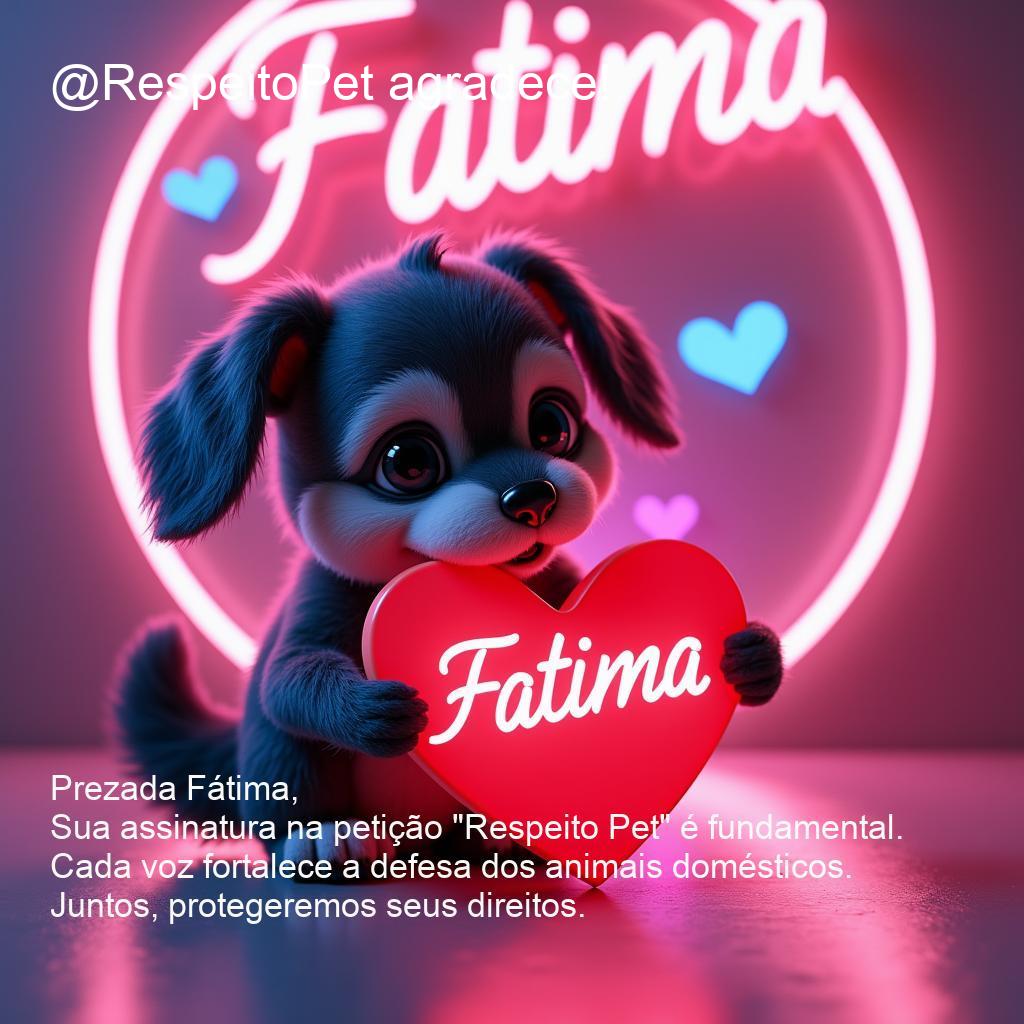 @RespeitoPet agradece!
Fatima
Fatima
Prezada Fátima,
Sua assinatura na petição "Respeito Pet" é fundamental.
Cada voz fortalece a defesa dos animais domésticos.
Juntos, protegeremos seus direitos.